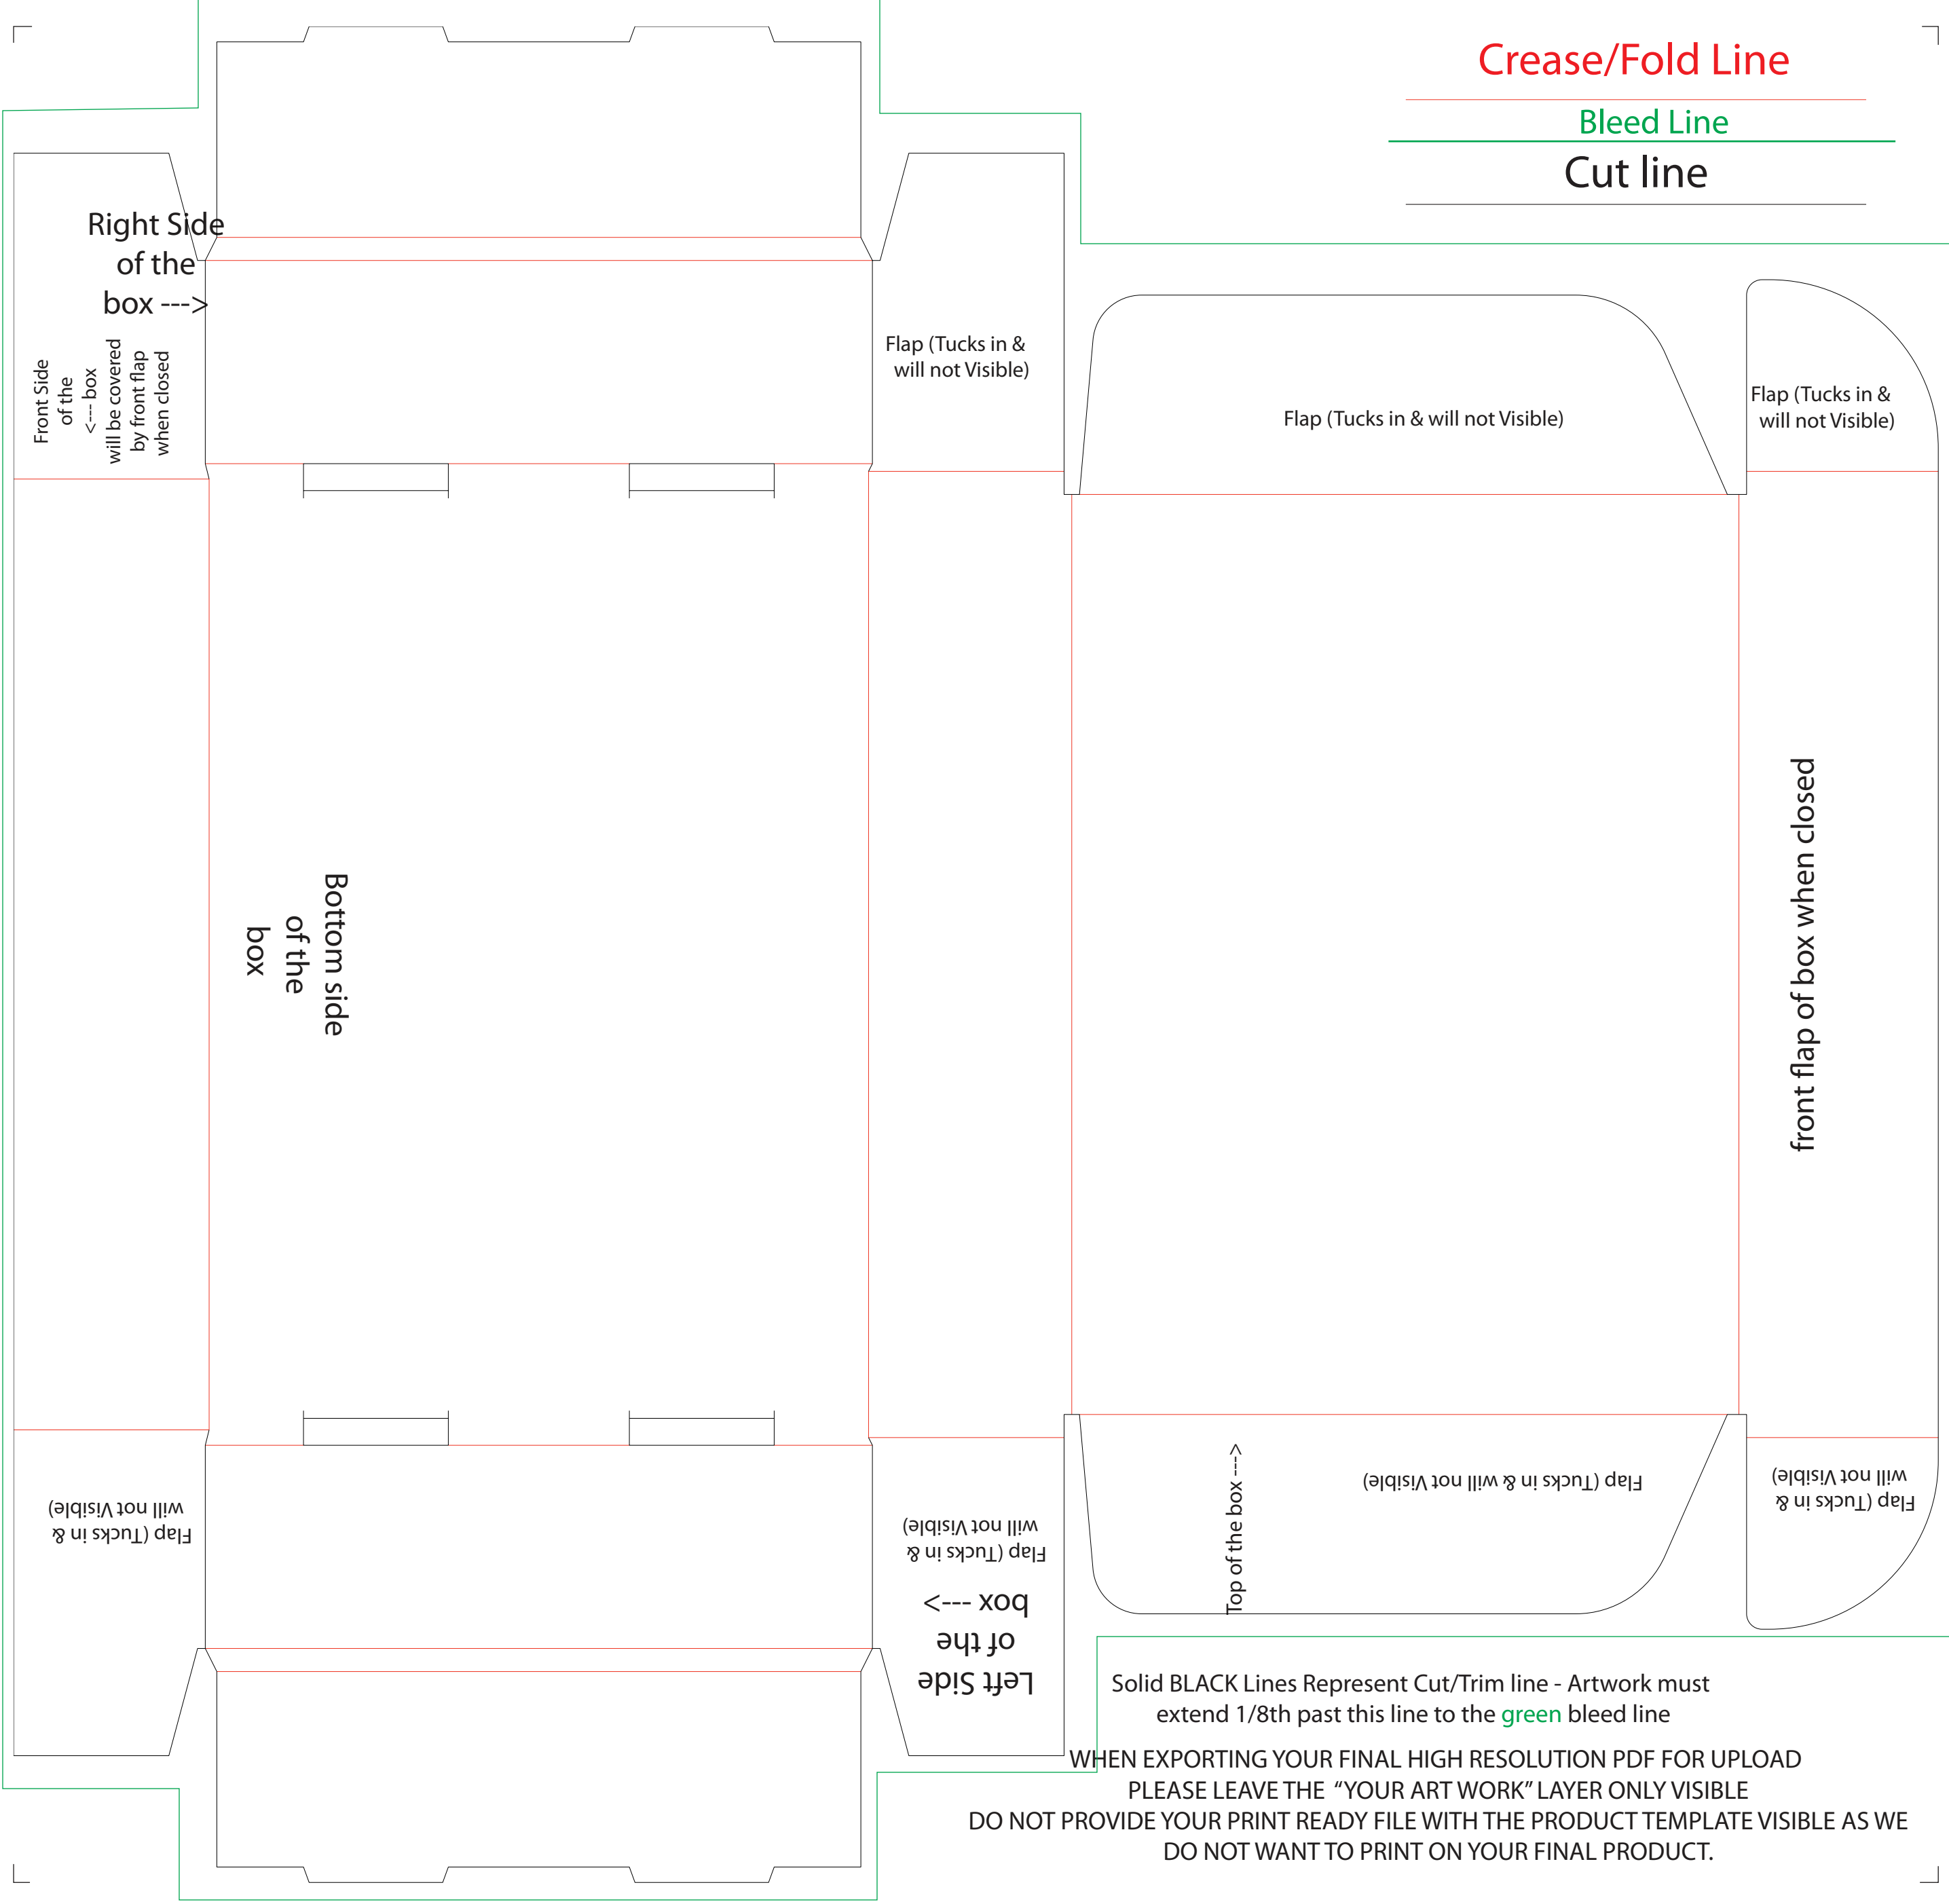 Crease/Fold Line
Bleed Line
Cut line
Right Side
of the
box --->
Front Side
of the
<--- box
will be covered
by front flap
when closed
Flap (Tucks in &
will not Visible)
Flap (Tucks in & will not Visible)
Flap (Tucks in &
will not Visible)
Bottom side
of the
box
front flap of box when closed
Flap (Tucks in &
will not Visible)
Left Side
of the
box --->
Flap (Tucks in &
will not Visible)
Top of the box --->
Flap (Tucks in & will not Visible)
Flap (Tucks in &
will not Visible)
Solid BLACK Lines Represent Cut/Trim line - Artwork must
extend 1/8th past this line to the green bleed line
WHEN EXPORTING YOUR FINAL HIGH RESOLUTION PDF FOR UPLOAD
PLEASE LEAVE THE “YOUR ART WORK” LAYER ONLY VISIBLE
DO NOT PROVIDE YOUR PRINT READY FILE WITH THE PRODUCT TEMPLATE VISIBLE AS WE
DO NOT WANT TO PRINT ON YOUR FINAL PRODUCT.